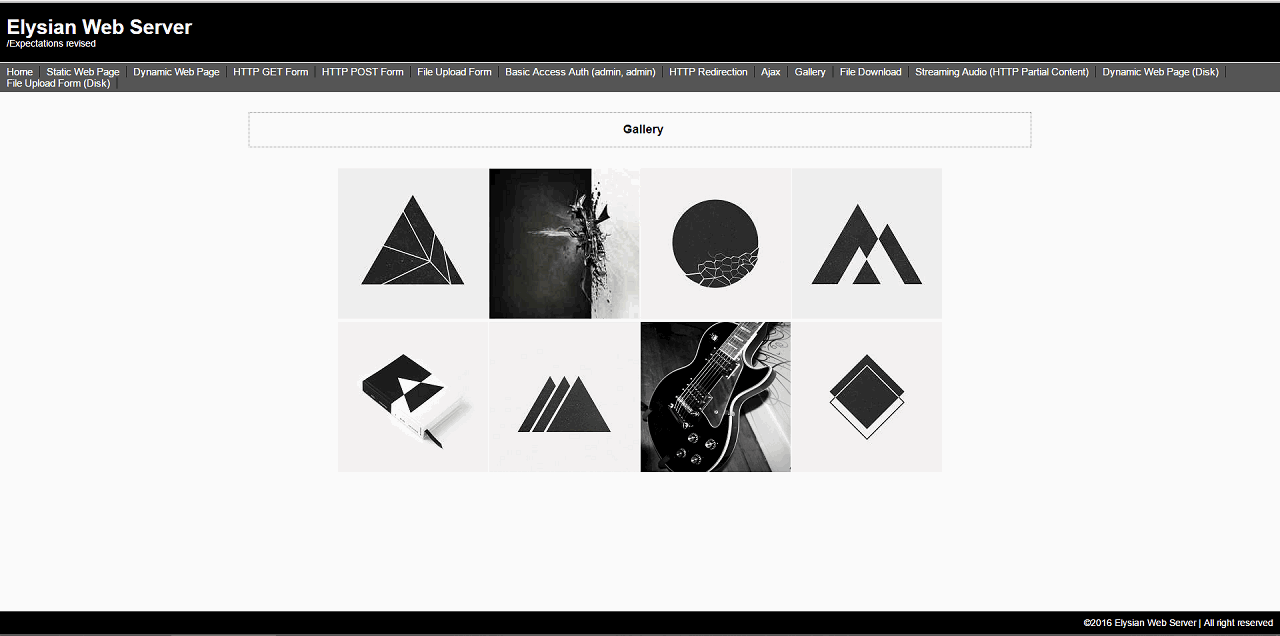 Elysian Web Server
/Expectations revised
Home Static Web Page Dynamic Web Page HTTP GET Form HTTP POST Form File Upload Form Basic Access Auth (admin, admin) HTTP Redirection Ajax Gallery File Download Streaming Audio (HTTP Partial Content) Dynamic Web Page (Disk)
File Upload Form (Disk)
Gallery
©2016 Elysian Web Server | All right reserved